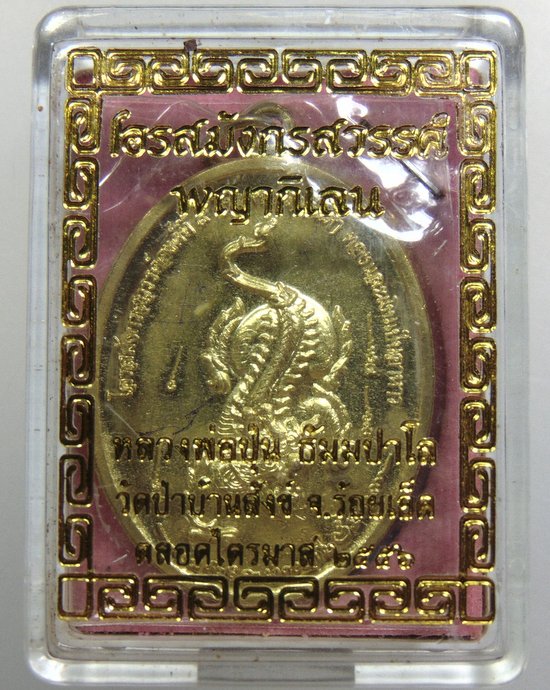 โอรสมังกรสวรรค์
พญากิเลน
หลวงพ่อปุ่น ธัมมปาโล
วัดป่าบ้านสังข์ จ.ร้อยเอ็ด
ตลอดไตรมาส ๒๕๕๖